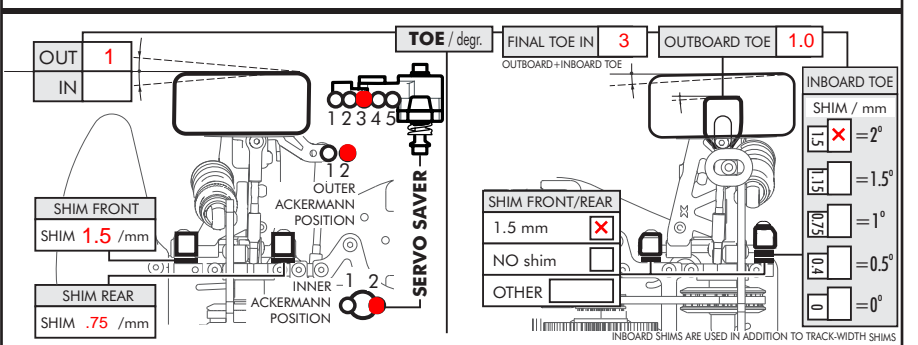 TOE / degr.
OUT 1
IN
1 2 3 4 5
1 2
OUTER
ACKERMANN
POSITION
SERVO SAVER
SHIM FRONT
SHIM 1.5 /mm
SHIM REAR
SHIM .75 /mm
INNER 1 2
ACKERMANN
POSITION
FINAL TOE IN 3
OUTBOARD+INBOARD TOE
OUTBOARD TOE 1.0
INBOARD TOE
SHIM / mm
1.5 × =2°
1.15 =1.5°
0.75 =1°
0.4 =0.5°
0 =0°
SHIM FRONT/REAR
1.5 mm ×
NO shim
OTHER
INBOARD SHIMS ARE USED IN ADDITION TO TRACK-WIDTH SHIMS